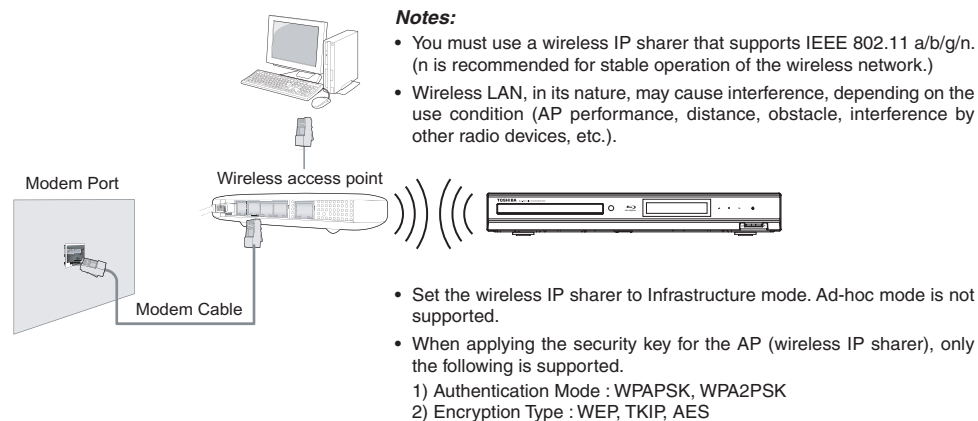 Notes:
• You must use a wireless IP sharer that supports IEEE 802.11 a/b/g/n.
(n is recommended for stable operation of the wireless network.)
• Wireless LAN, in its nature, may cause interference, depending on the
use condition (AP performance, distance, obstacle, interference by
other radio devices, etc.).
Modem Port
Wireless access point
TOSHIBA
Modem Cable
• Set the wireless IP sharer to Infrastructure mode. Ad-hoc mode is not
supported.
• When applying the security key for the AP (wireless IP sharer), only
the following is supported.
1) Authentication Mode : WPAPSK, WPA2PSK
2) Encryption Type : WEP, TKIP, AES